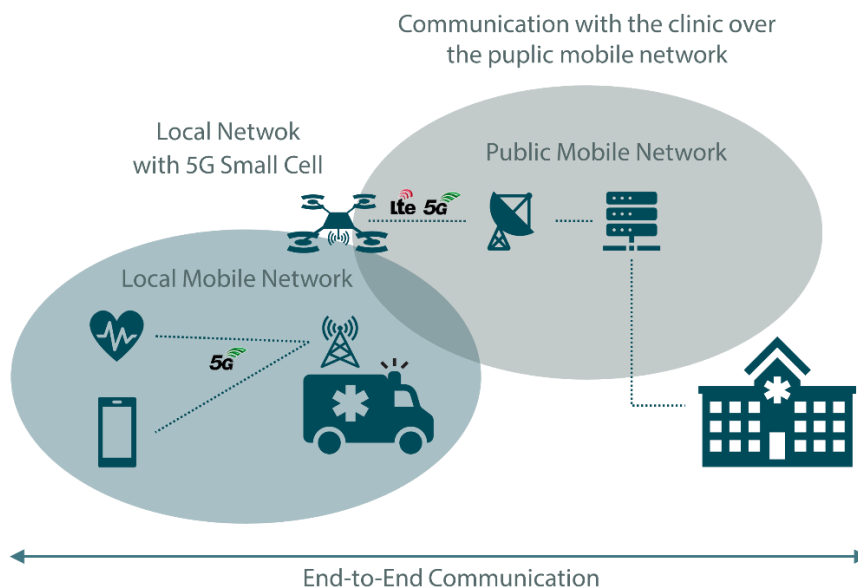 Communication with the clinic over
the puplic mobile network
Local Netwok
with 5G Small Cell
Public Mobile Network
Lte 5G
Local Mobile Network
5G
End-to-End Communication